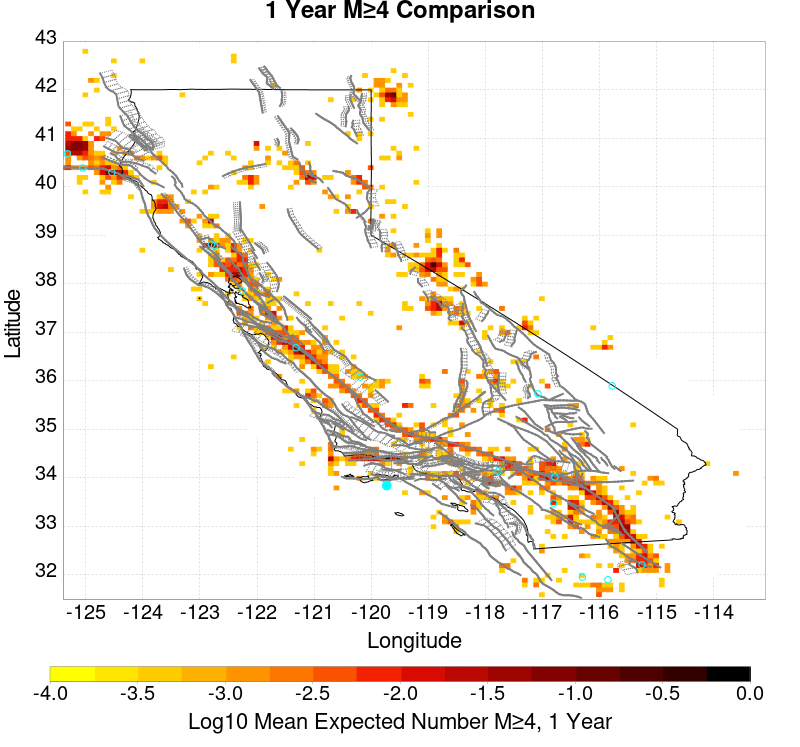 1 Year M≥4 Comparison
43
42
41
40
39
38
37
36
35
34
33
32
Latitude
-125 -124 -123 -122 -121 -120 -119 -118 -117 -116 -115 -114
Longitude
-4.0 -3.5 -3.0 -2.5 -2.0 -1.5 -1.0 -0.5 0.0
Log10 Mean Expected Number M≥4, 1 Year